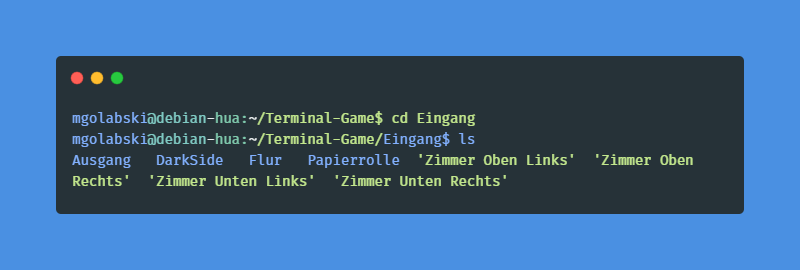 mgolabski@debian-hua:~/Terminal-Game$ cd Eingang
mgolabski@debian-hua:~/Terminal-Game/Eingang$ ls
Ausgang   DarkSide   Flur   Papierrolle  'Zimmer Oben Links'  'Zimmer Oben
Rechts'  'Zimmer Unten Links'  'Zimmer Unten Rechts'